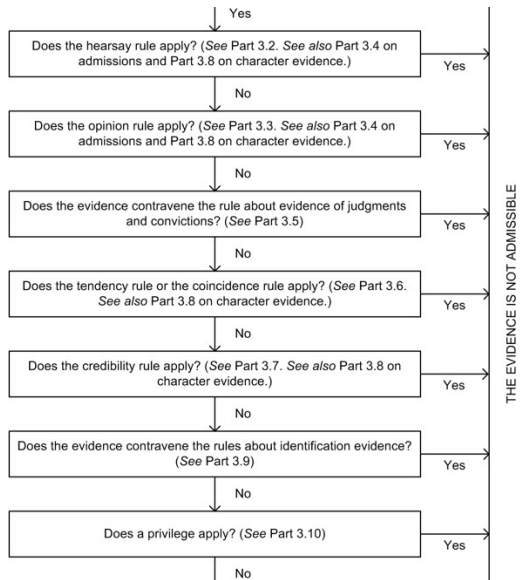 Yes
Does the hearsay rule apply? (See Part 3.2. See also Part 3.4 on
admissions and Part 3.8 on character evidence.)
Yes
No
Does the opinion rule apply? (See Part 3.3. See also Part 3.4 on
admissions and Part 3.8 on character evidence.)
Yes
No
Does the evidence contravene the rule about evidence of judgments
and convictions? (See Part 3.5)
Yes
No
Does the tendency rule or the coincidence rule apply? (See Part 3.6.
See also Part 3.8 on character evidence.)
Yes
No
Does the credibility rule apply? (See Part 3.7. See also Part 3.8 on
character evidence.)
Yes
No
Does the evidence contravene the rules about identification evidence?
(See Part 3.9)
Yes
No
Does a privilege apply? (See Part 3.10)
Yes
No
THE EVIDENCE IS NOT ADMISSIBLE